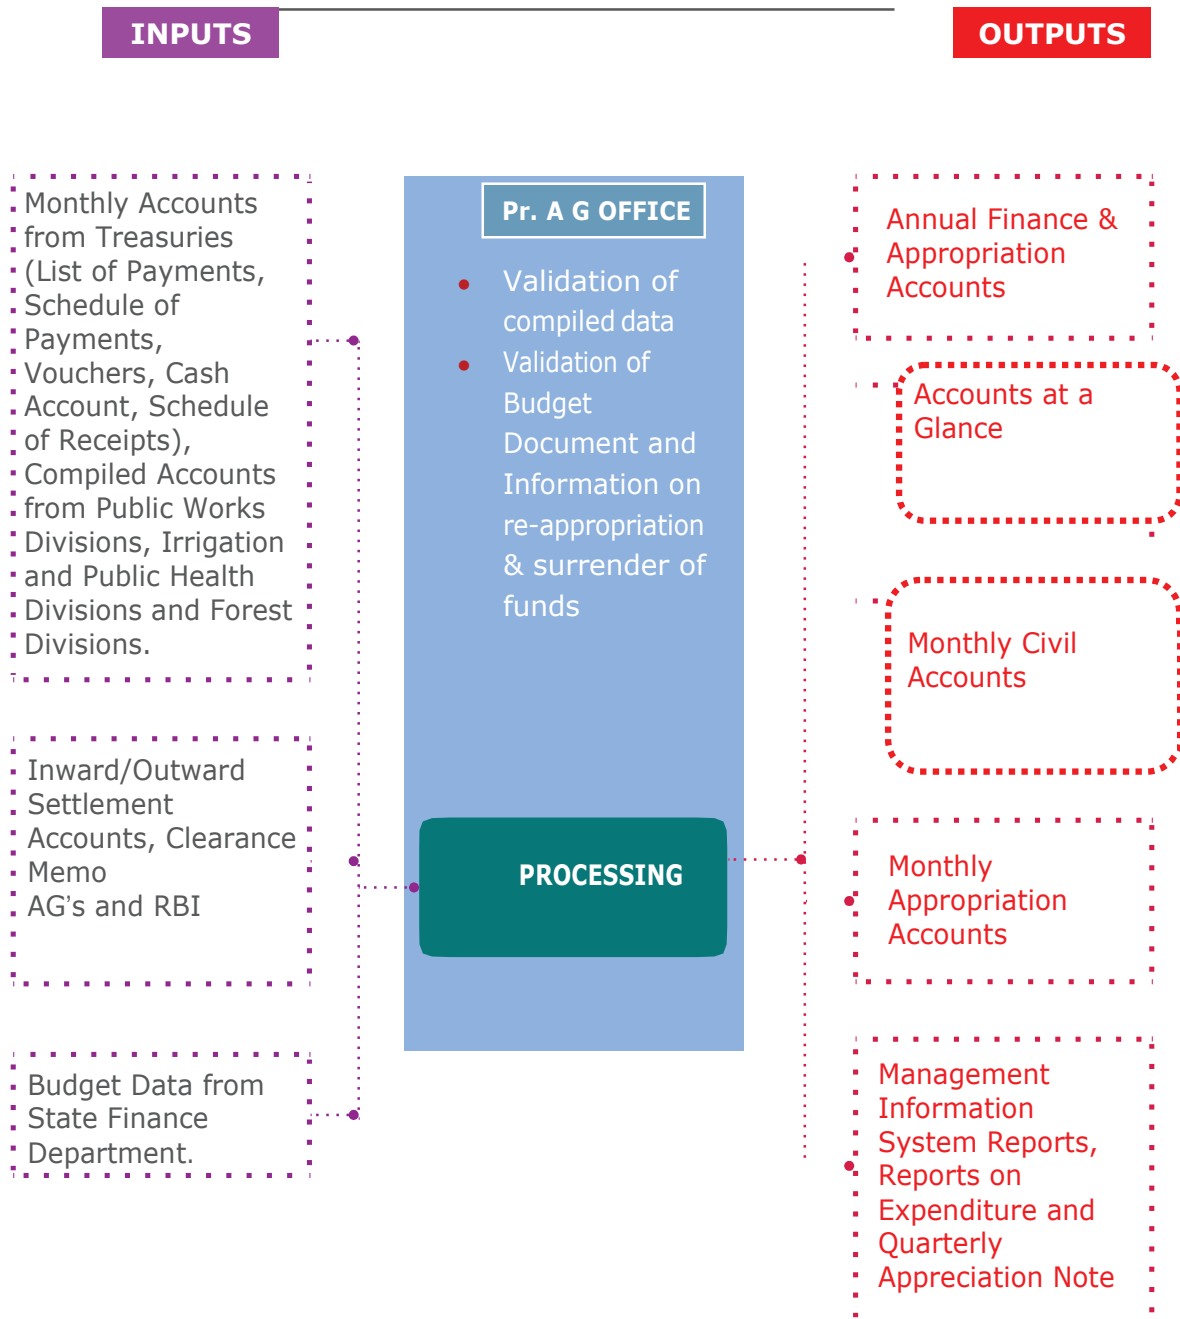 INPUTS
OUTPUTS
Monthly Accounts
from Treasuries
(List of Payments,
Schedule of
Payments,
Vouchers, Cash
Account, Schedule
of Receipts),
Compiled Accounts
from Public Works
Divisions, Irrigation
and Public Health
Divisions and Forest
Divisions.
Inward/Outward
Settlement
Accounts, Clearance
Memo
AG's and RBI
Budget Data from
State Finance
Department.
Pr. A G OFFICE
• Validation of
compiled data
• Validation of
Budget
Document and
Information on
re-appropriation
& surrender of
funds
PROCESSING
Annual Finance &
Appropriation
Accounts
Accounts at a
Glance
Monthly Civil
Accounts
Monthly
Appropriation
Accounts
Management
Information
System Reports,
Reports on
Expenditure and
Quarterly
Appreciation Note